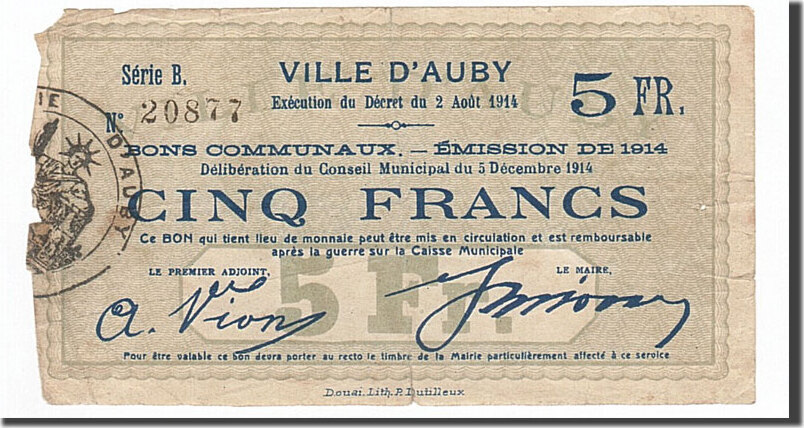 Série B.
VILLE D'AUBY
5 FR.
N° 20877
Exécution du Décret du 2 Août 1914
BONS COMMUNAUX. — ÉMISSION DE 1914
Délibération du Conseil Municipal du 5 Décembre 1914
CINQ FRANCS
Ce BON qui tient lieu de monnaie peut être mis en circulation et est remboursable
après la guerre sur la Caisse Municipale
LE PREMIER ADJOINT,
LE MAIRE,
5 Fr.
A. Vion
Pour être valable ce bon devra porter au recto le timbre de la Mairie particulièrement affecté à ce service
Douai. Lith. P. Dutilleux
D'AUBY